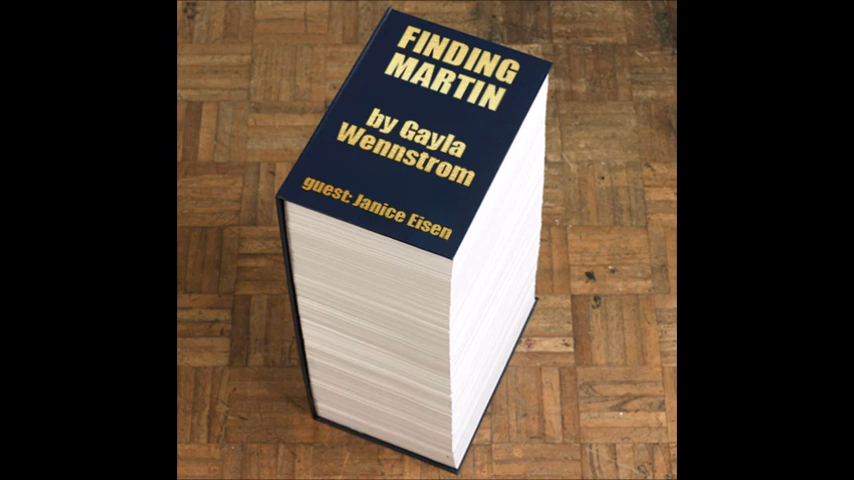 FINDING
MARTIN
by Gayla
Wennstrom
guest: Janice Eisen